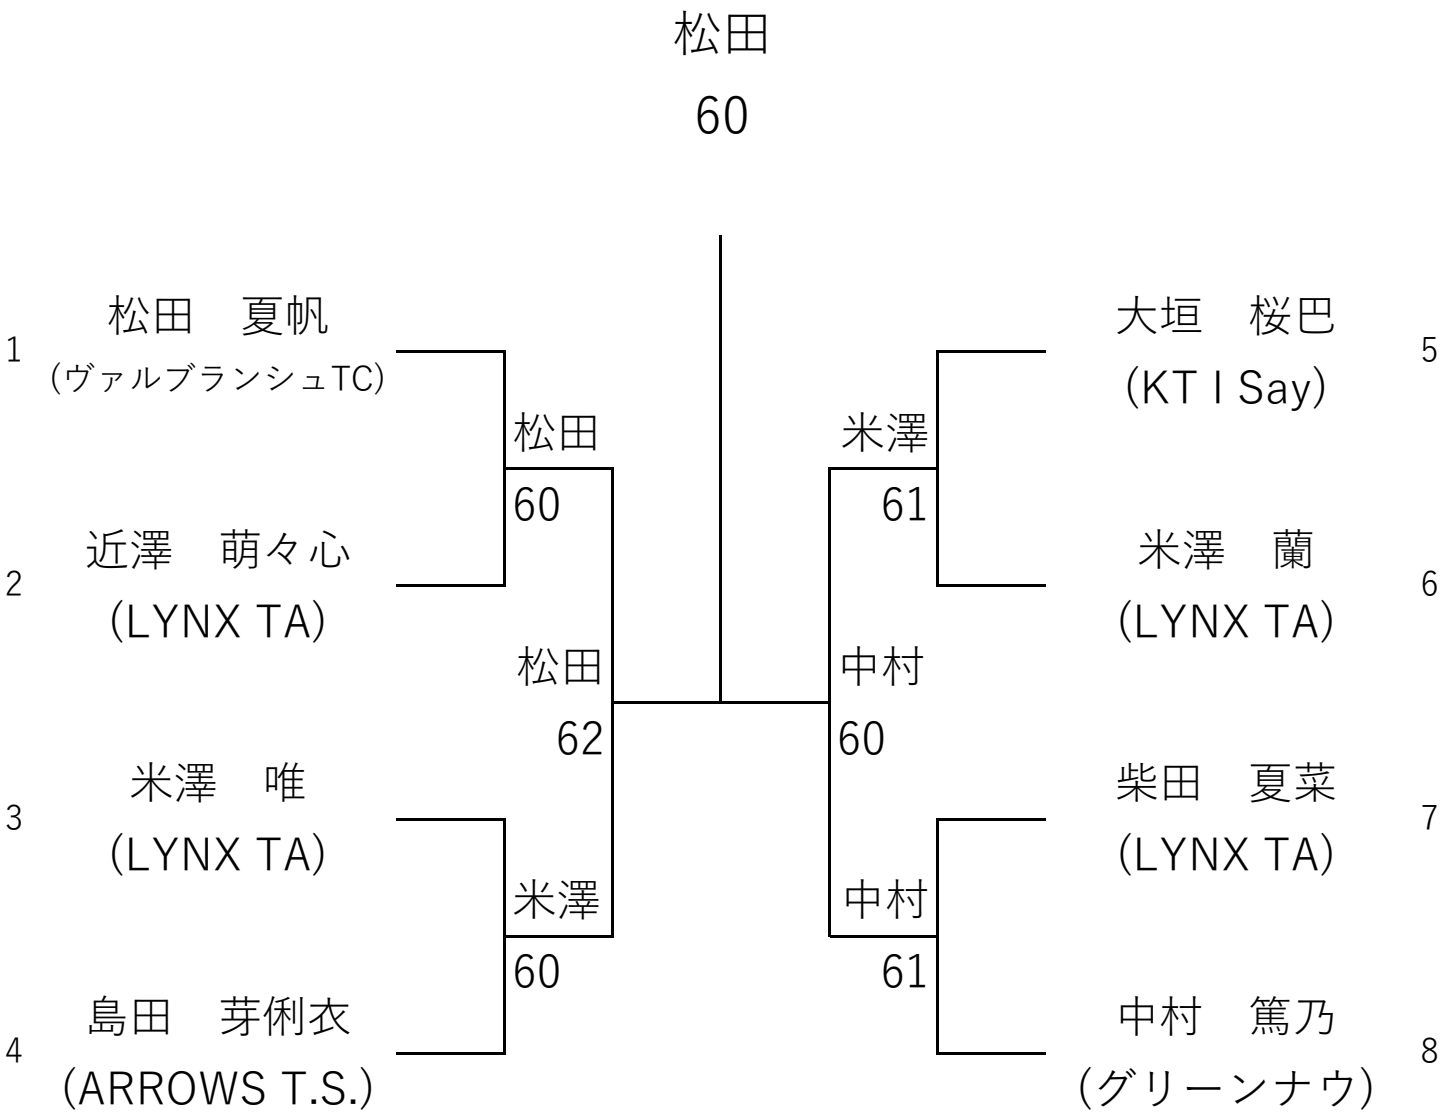 松田
60
松田　夏帆
1
(ヴァルブランシュTC)
松田
60
近澤　萌々心
2
(LYNX TA)
松田
62
米澤　唯
3
(LYNX TA)
米澤
60
島田　芽俐衣
4
(ARROWS T.S.)
大垣　桜巴
5
(KT I Say)
米澤
61
米澤　蘭
6
(LYNX TA)
中村
60
柴田　夏菜
7
(LYNX TA)
中村
61
中村　篤乃
8
(グリーンナウ)